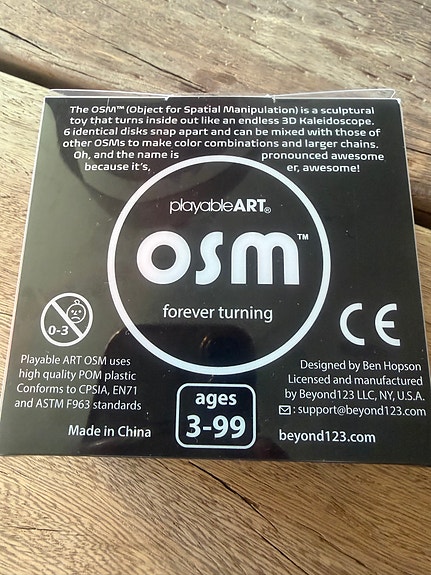 The OSM™ (Object for Spatial Manipulation) is a sculptural
toy that turns inside out like an endless 3D Kaleidoscope.
6 identical disks snap apart and can be mixed with those of
other OSMs to make color combinations and larger chains.
Oh, and the name is pronounced awesome
because it's, er, awesome!
playableART®
osm™
forever turning
0-3
CE
Playable ART OSM uses
high quality POM plastic
Conforms to CPSIA, EN71
and ASTM F963 standards
Made in China
ages
3-99
Designed by Ben Hopson
Licensed and manufactured
by Beyond123 LLC, NY, U.S.A.
: support@beyond123.com
beyond123.com